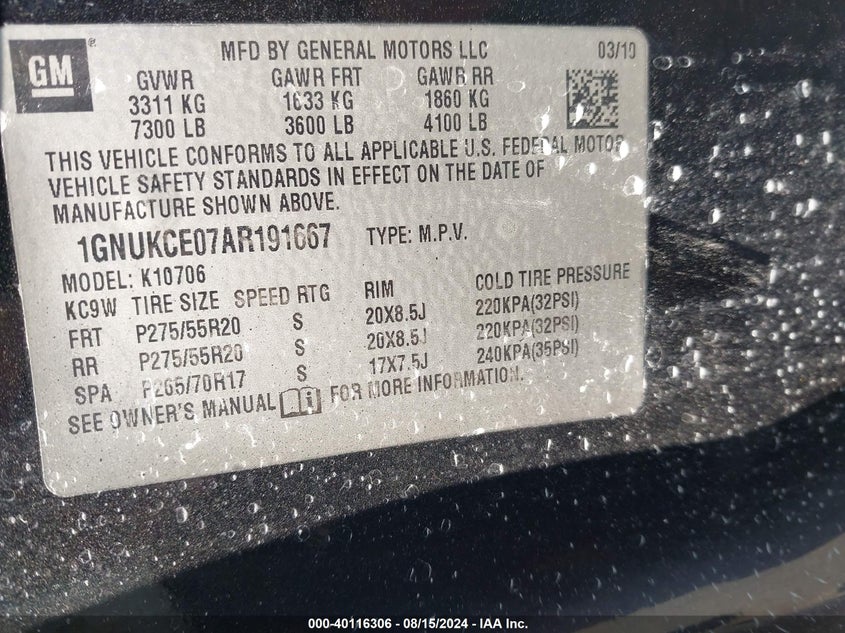 GM®
MFD BY GENERAL MOTORS LLC 03/10
GVWR GAWR FRT GAWR RR
3311 KG 1633 KG 1860 KG
7300 LB 3600 LB 4100 LB
THIS VEHICLE CONFORMS TO ALL APPLICABLE U.S. FEDERAL MOTOR
VEHICLE SAFETY STANDARDS IN EFFECT ON THE DATE OF
MANUFACTURE SHOWN ABOVE.
1GNUKCE07AR191667 TYPE: M.P.V.
MODEL: K10706
KC9W TIRE SIZE SPEED RTG RIM COLD TIRE PRESSURE
FRT P275/55R20 S 20X8.5J 220KPA(32PSI)
RR P275/55R20 S 20X8.5J 220KPA(32PSI)
SPA P265/70R17 S 17X7.5J 240KPA(35PSI)
SEE OWNER'S MANUAL i FOR MORE INFORMATION.
000-40116306 - 08/15/2024 - IAA Inc.